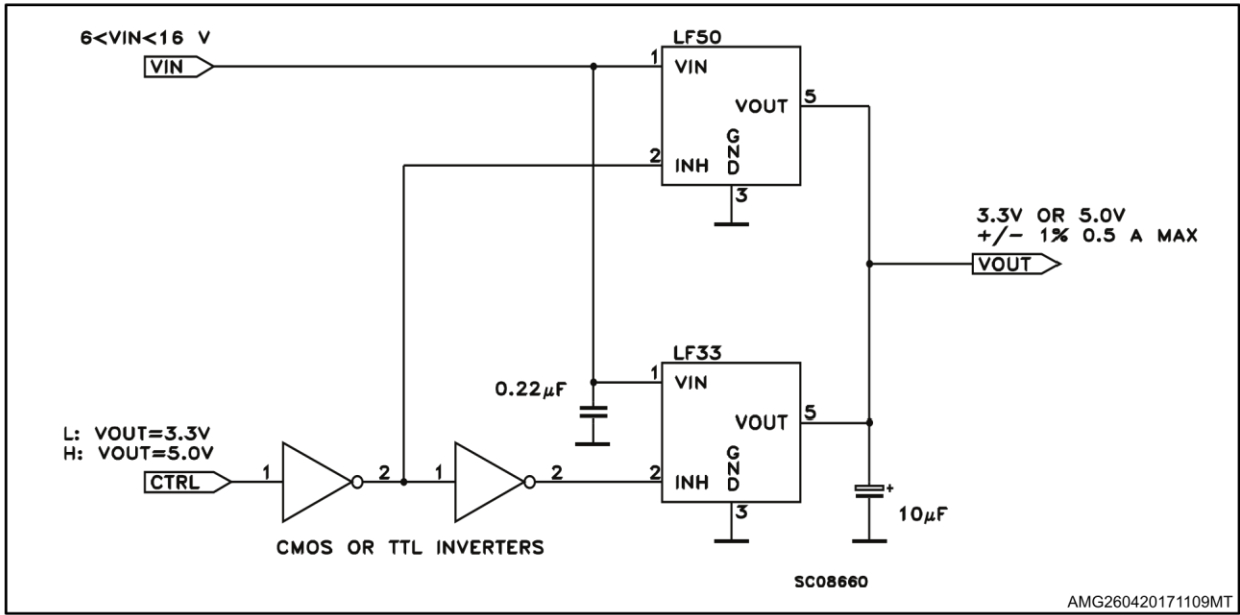 6<VIN<16 V
VIN
LF50
1
VIN
VOUT
5
2
INH
GND
3
3.3V OR 5.0V
+/- 1% 0.5 A MAX
VOUT
LF33
1
VIN
0.22µF
VOUT
5
L: VOUT=3.3V
H: VOUT=5.0V
CTRL
1
2
1
2
2
INH
GND
3
+
10µF
CMOS OR TTL INVERTERS
SC08660
AMG260420171109MT